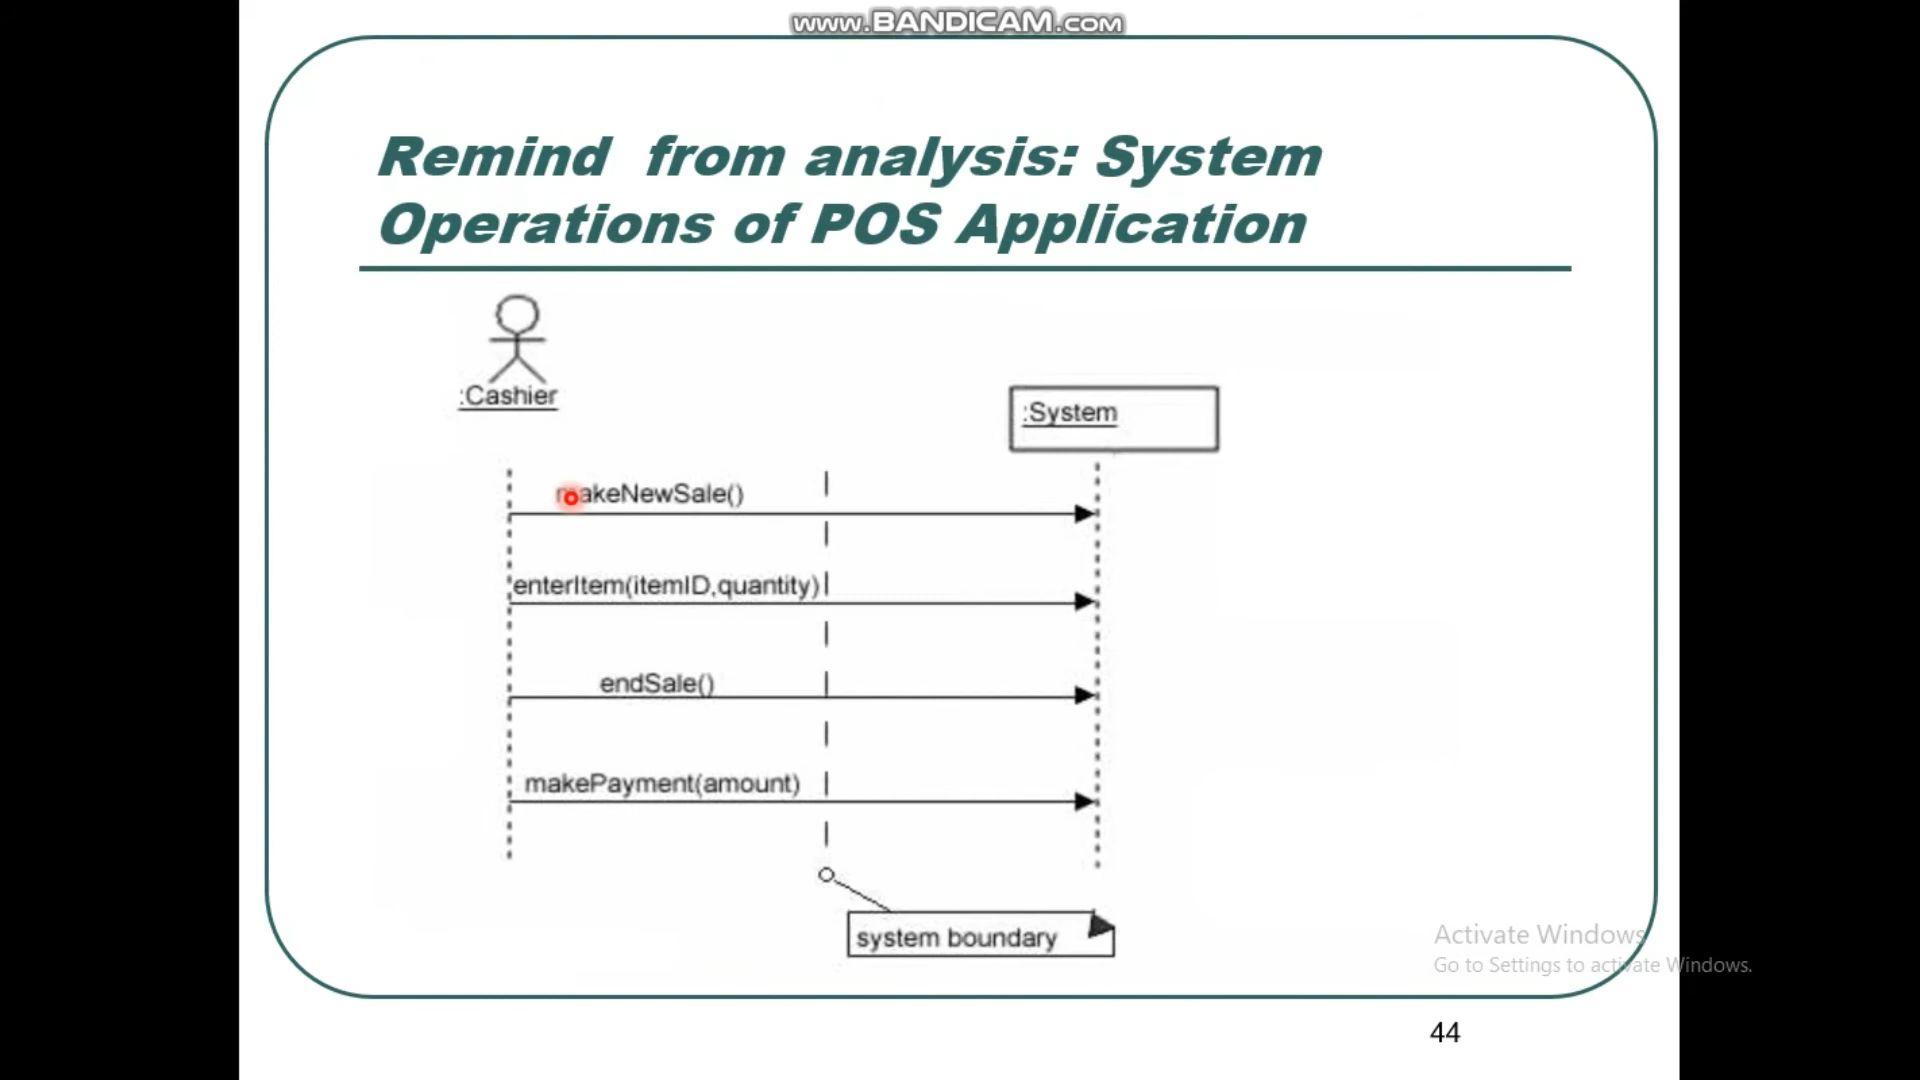 www.BANDICAM.com
Remind from analysis: System
Operations of POS Application
:Cashier
:System
makeNewSale()
enterItem(itemID,quantity)
endSale()
makePayment(amount)
system boundary
Activate Windows
Go to Settings to activate Windows.
44